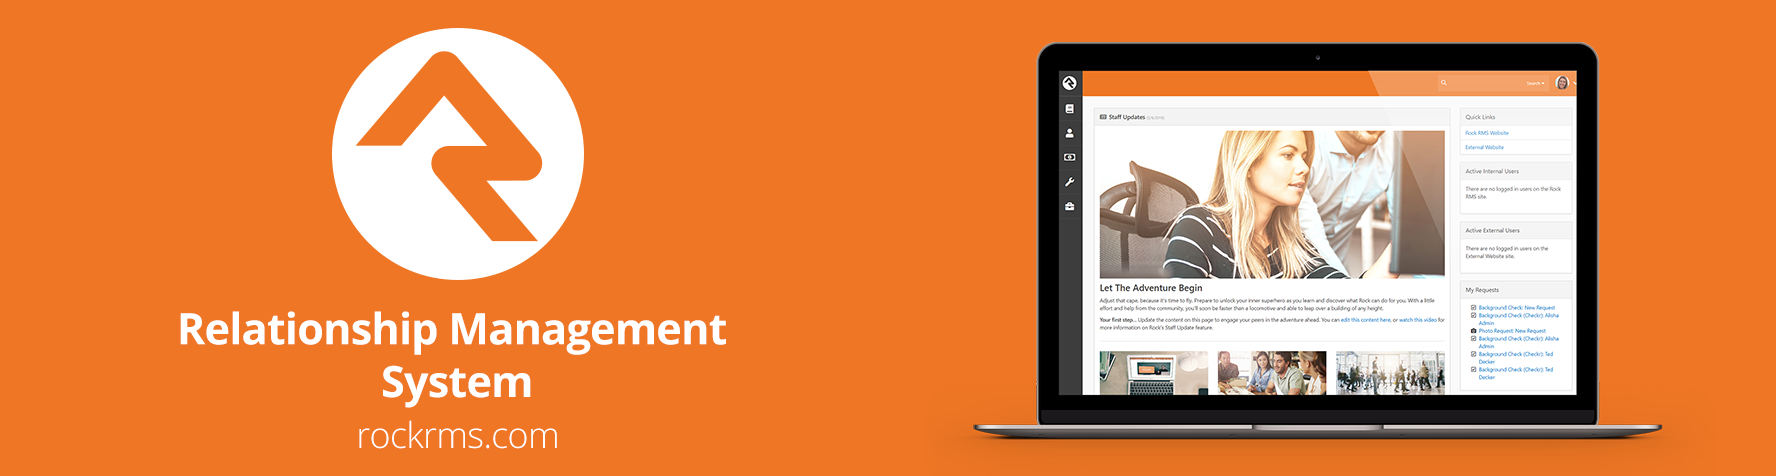 Relationship Management
System
rockrms.com
Search
Staff Updates (5/6/2016)
Let The Adventure Begin
Adjust that cape, because it's time to fly. Prepare to unlock your inner superhero as you learn and discover what Rock can do for you. With a little
effort and help from the community, you'll soon be faster than a locomotive and able to leap over a building of any height.
Your first step... Update the content on this page to engage your peers in the adventure ahead. You can edit this content here, or watch this video for
more information on Rock's Staff Update feature.
Quick Links
Rock RMS Website
External Website
Active Internal Users
There are no logged in users on the Rock
RMS site.
Active External Users
There are no logged in users on the
External Website site.
My Requests
Background Check: New Request
Background Check (Checkr): Alisha
Admin
Photo Request: New Request
Background Check (Checkr): Alisha
Admin
Background Check (Checkr): Ted
Decker
Background Check (Checkr): Ted
Decker